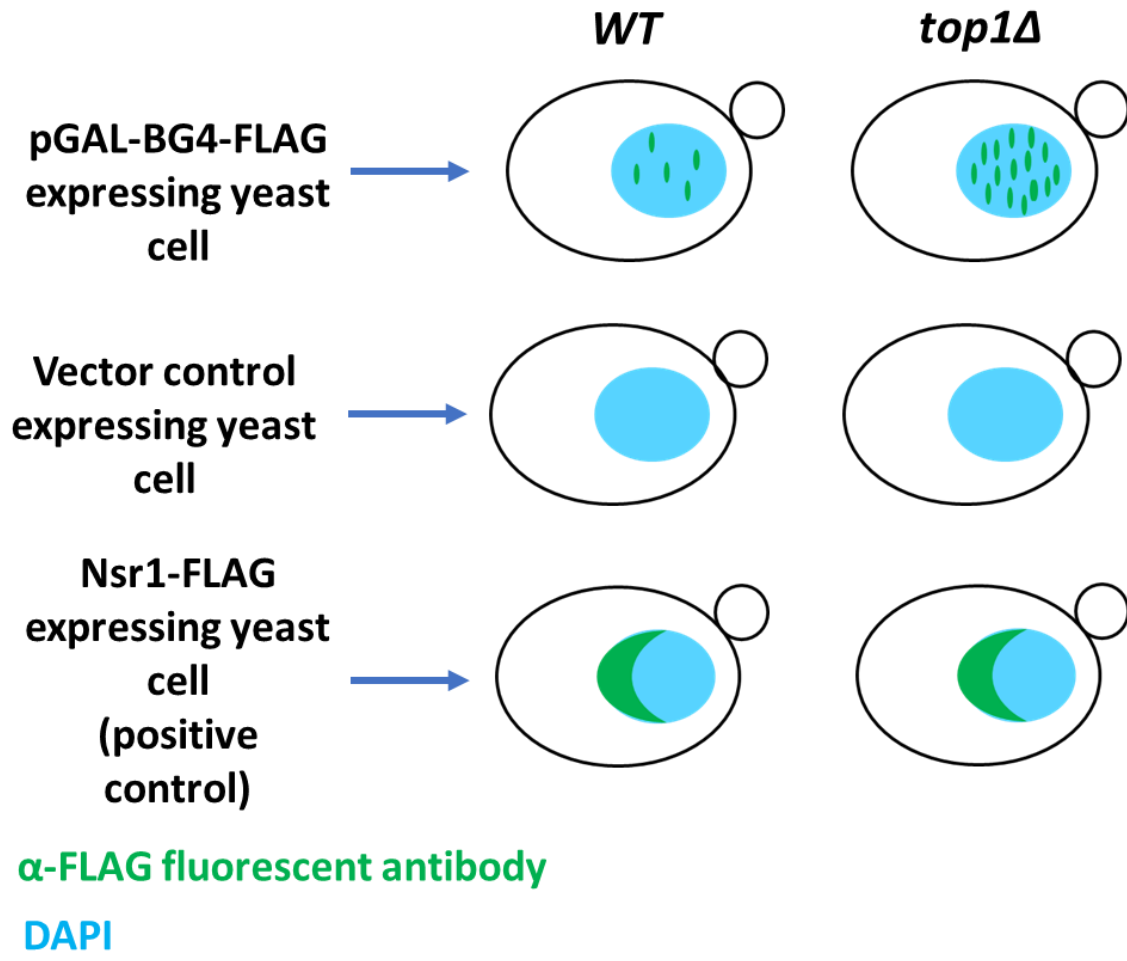 WT top1Δ
pGAL-BG4-FLAG
expressing yeast
cell
Vector control
expressing yeast
cell
Nsr1-FLAG
expressing yeast
cell
(positive
control)
α-FLAG fluorescent antibody
DAPI